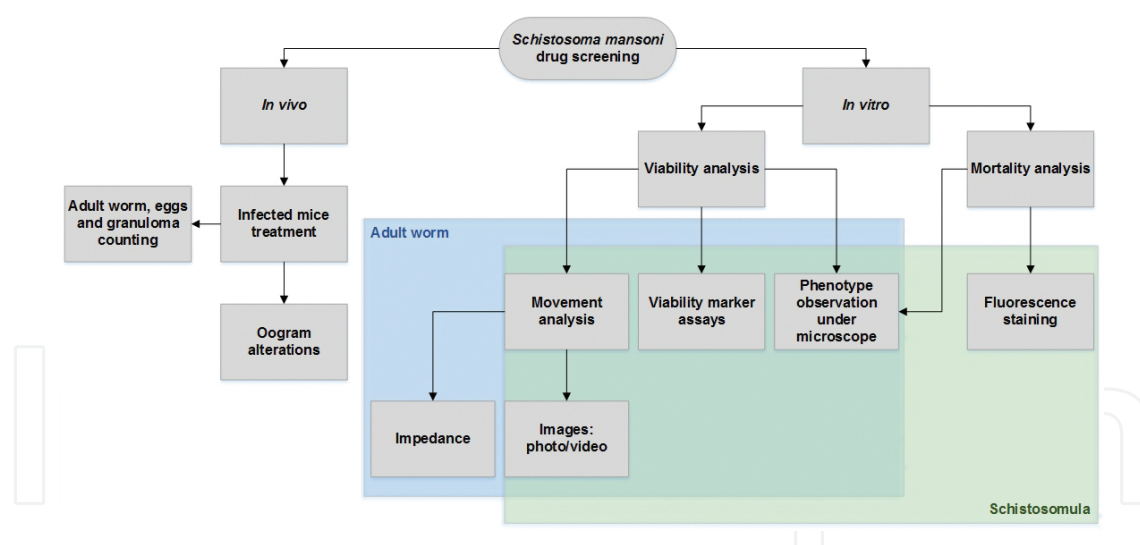 Schistosoma mansoni
drug screening
In vivo
In vitro
Viability analysis
Mortality analysis
Adult worm, eggs
and granuloma
counting
Infected mice
treatment
Adult worm
Movement
analysis
Viability marker
assays
Phenotype
observation
under
microscope
Fluorescence
staining
Oogram
alterations
Impedance
Images:
photo/video
Schistosomula